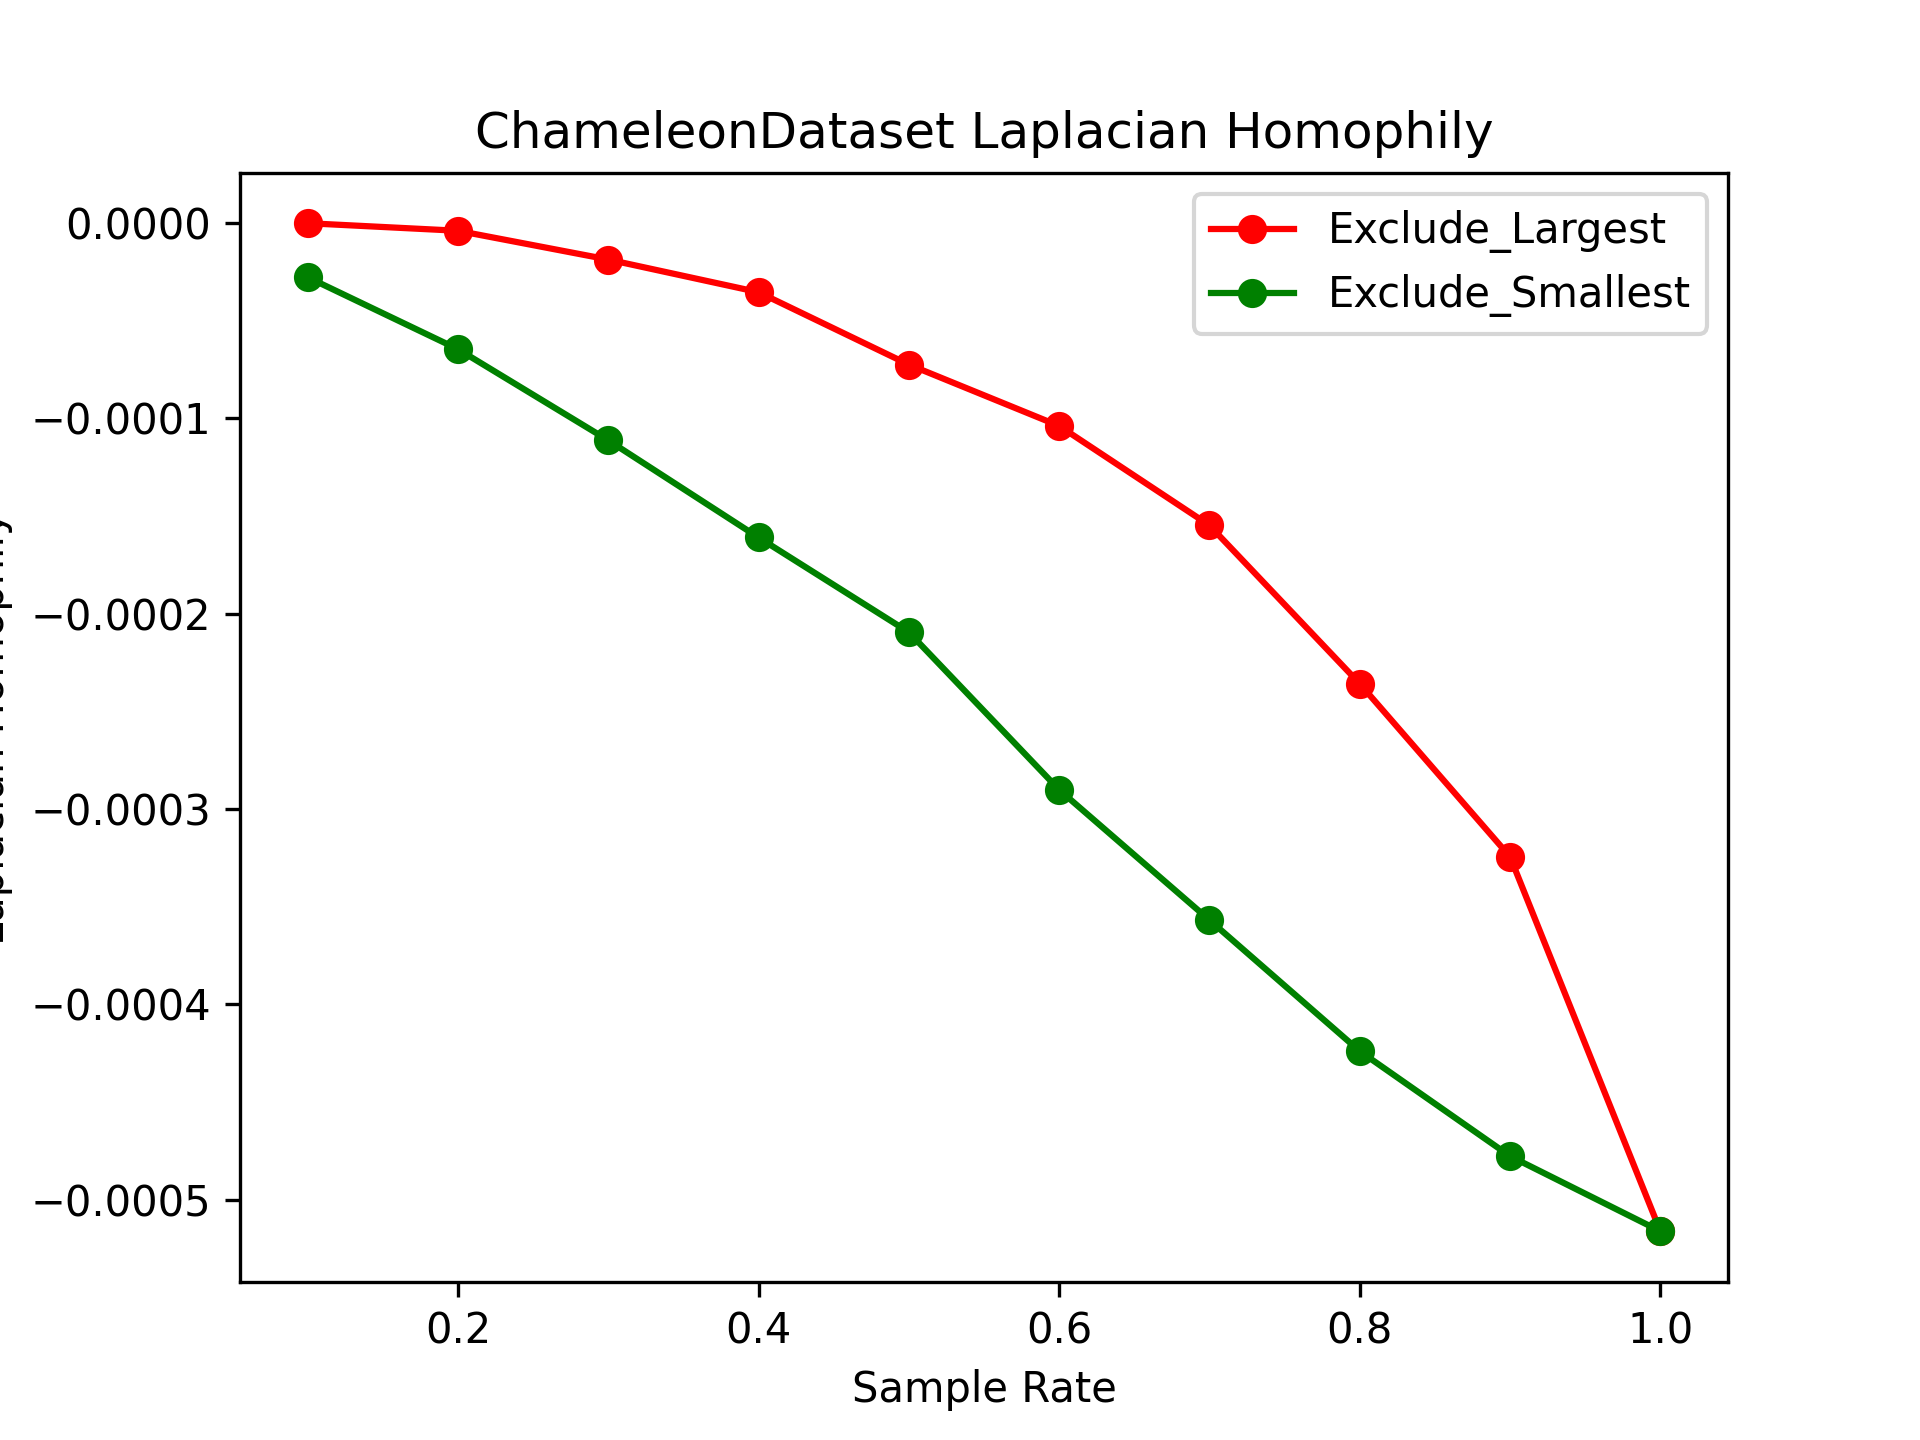 ChameleonDataset Laplacian Homophily
Exclude_Largest
Exclude_Smallest
0.0000
−0.0001
−0.0002
−0.0003
−0.0004
−0.0005
0.2 0.4 0.6 0.8 1.0
Sample Rate